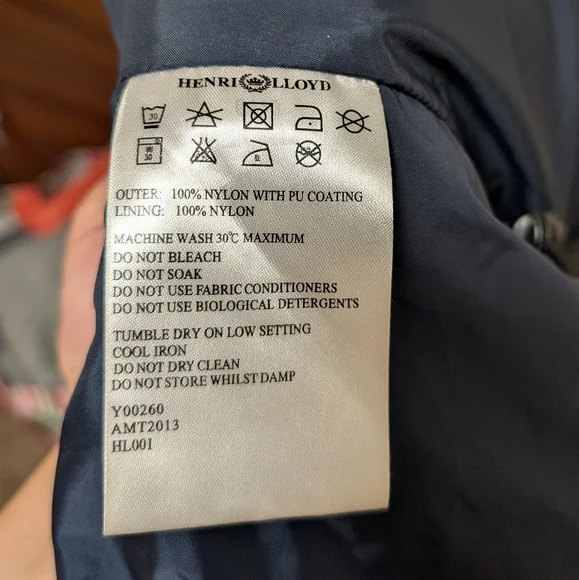 HENRI LLOYD
30
30
OUTER: 100% NYLON WITH PU COATING
LINING: 100% NYLON
MACHINE WASH 30℃ MAXIMUM
DO NOT BLEACH
DO NOT SOAK
DO NOT USE FABRIC CONDITIONERS
DO NOT USE BIOLOGICAL DETERGENTS
TUMBLE DRY ON LOW SETTING
COOL IRON
DO NOT DRY CLEAN
DO NOT STORE WHILST DAMP
Y00260
AMT2013
HL001